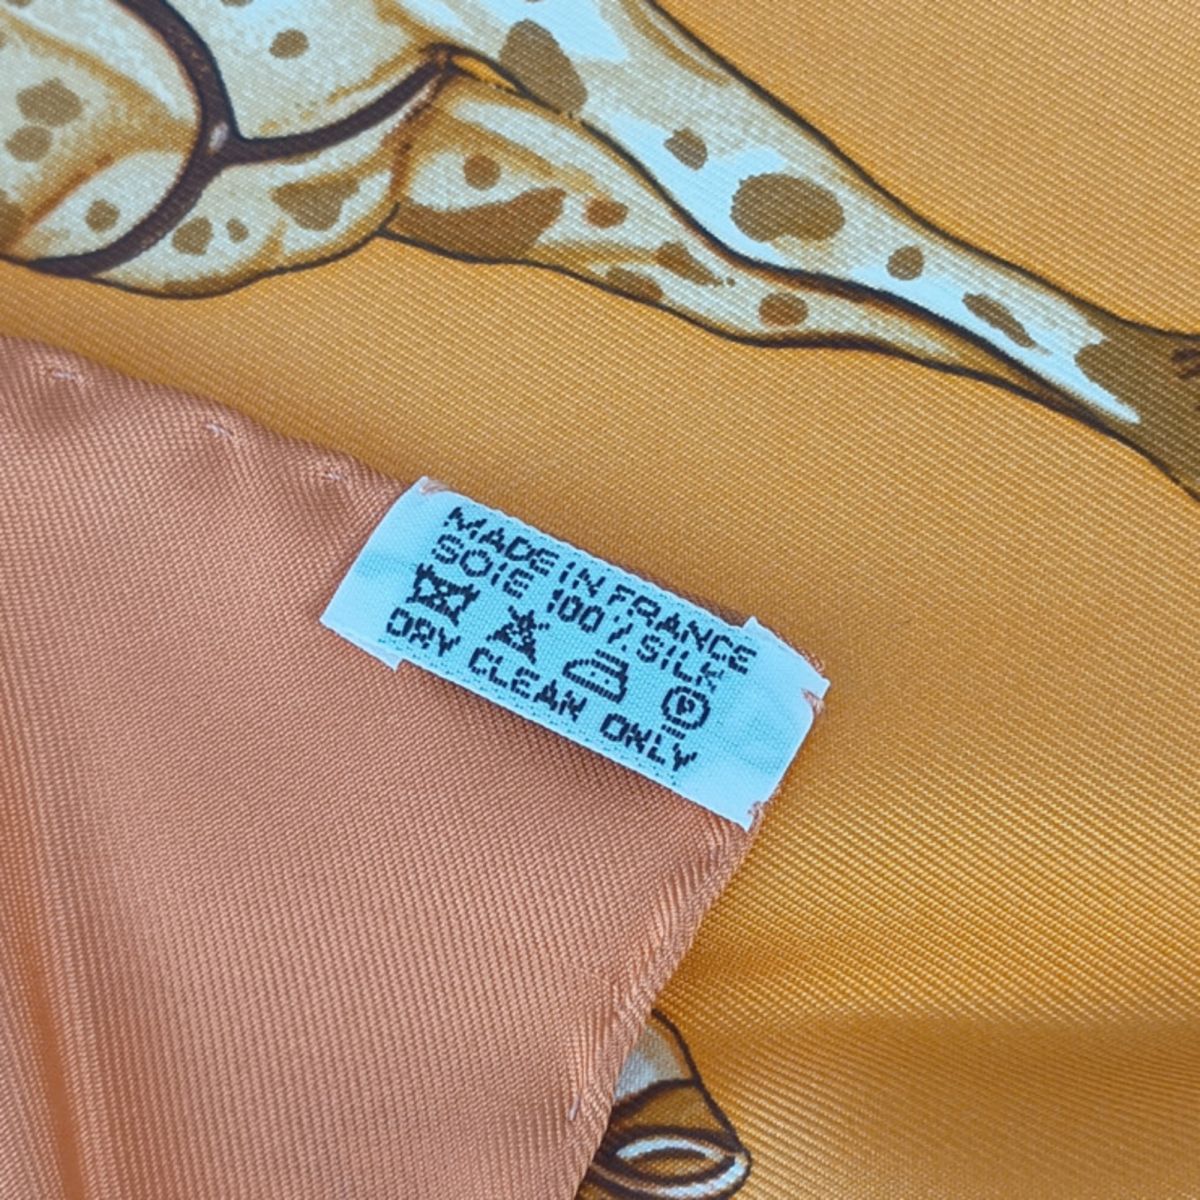 MADE IN FRANCE
SOIE 100% SILK
P
DRY CLEAN ONLY